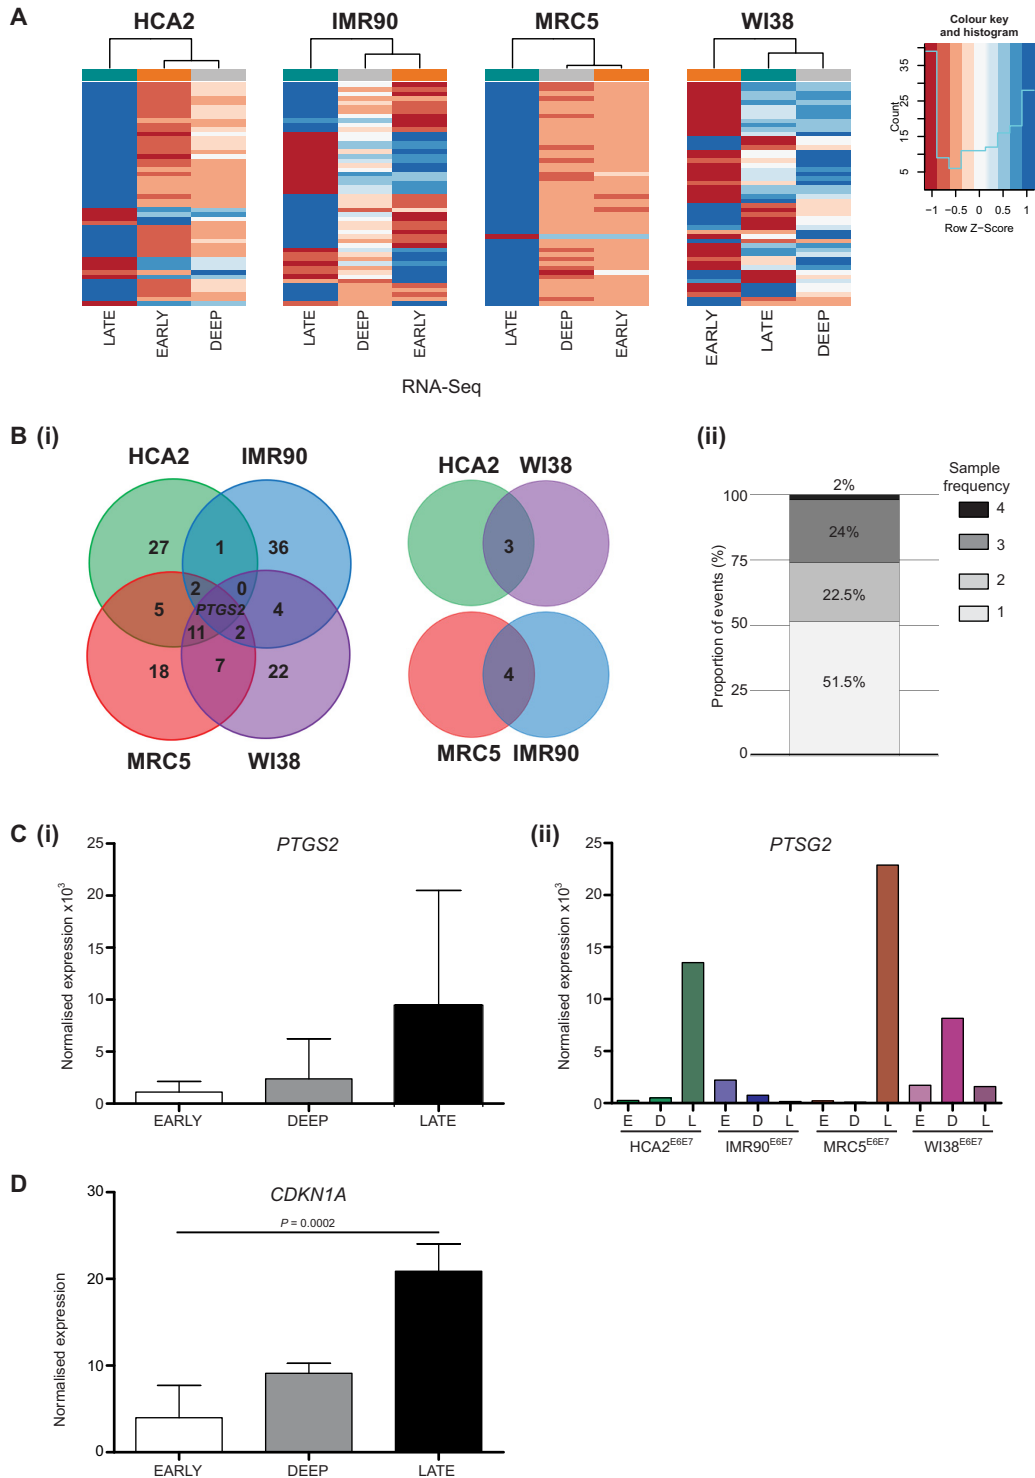 A
HCA2
IMR90
MRC5
WI38
Colour key
and histogram
Count
5
15
25
35
−1
−0.5
0
0.5
1
Row Z−Score
LATE
EARLY
DEEP
LATE
DEEP
EARLY
LATE
DEEP
EARLY
EARLY
LATE
DEEP
RNA-Seq
B (i)
HCA2
IMR90
27
1
36
2
0
5
PTGS2
4
11
2
18
7
22
MRC5
WI38
HCA2
WI38
3
4
MRC5
IMR90
(ii)
Proportion of events (%)
100
75
50
25
0
2%
24%
22.5%
51.5%
Sample
frequency
4
3
2
1
C (i)
PTGS2
Normalised expression x10³
25
20
15
10
5
0
EARLY
DEEP
LATE
(ii)
PTSG2
Normalised expression x10³
25
20
15
10
5
0
E D L
E D L
E D L
E D L
HCA2ᴱ⁶ᴱ⁷
IMR90ᴱ⁶ᴱ⁷
MRC5ᴱ⁶ᴱ⁷
WI38ᴱ⁶ᴱ⁷
D
CDKN1A
P = 0.0002
Normalised expression
30
20
10
0
EARLY
DEEP
LATE